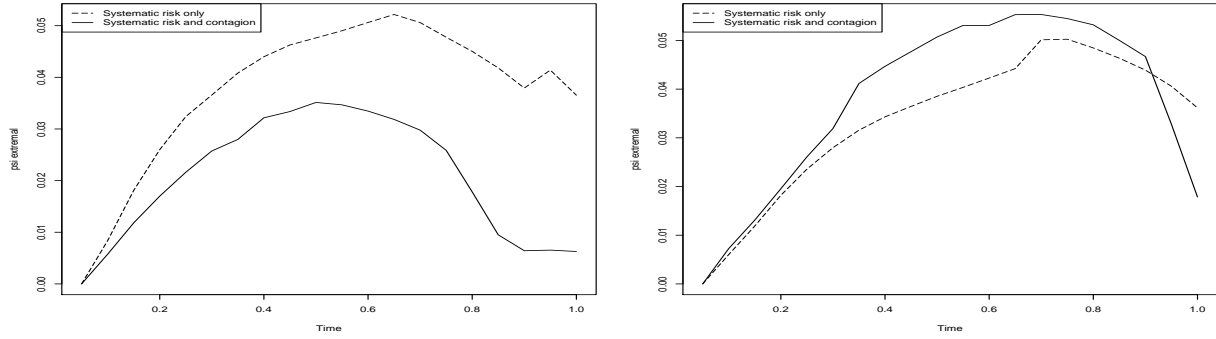 Systematic risk only
Systematic risk and contagion
psi extremal
0.05
0.04
0.03
0.02
0.01
0.00
0.2 0.4 0.6 0.8 1.0
Time
Systematic risk only
Systematic risk and contagion
psi extremal
0.05
0.04
0.03
0.02
0.01
0.00
0.2 0.4 0.6 0.8 1.0
Time